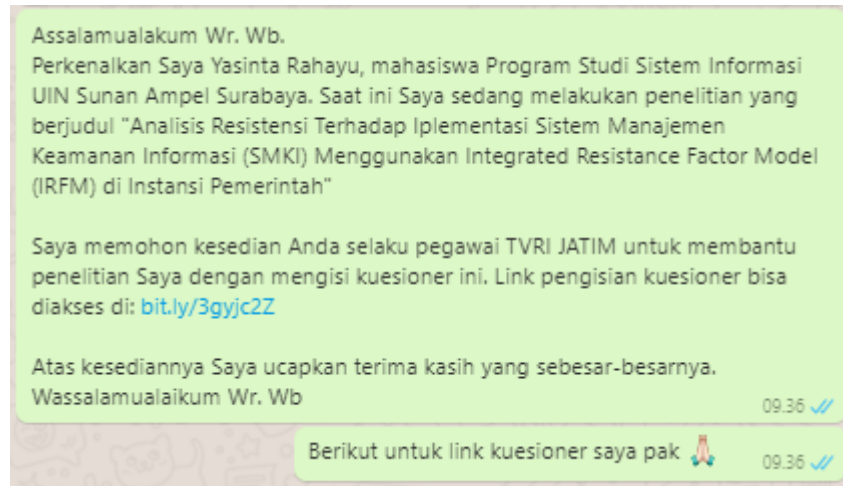 Assalamualakum Wr. Wb.
Perkenalkan Saya Yasinta Rahayu, mahasiswa Program Studi Sistem Informasi
UIN Sunan Ampel Surabaya. Saat ini Saya sedang melakukan penelitian yang
berjudul "Analisis Resistensi Terhadap Iplementasi Sistem Manajemen
Keamanan Informasi (SMKI) Menggunakan Integrated Resistance Factor Model
(IRFM) di Instansi Pemerintah"
Saya memohon kesedian Anda selaku pegawai TVRI JATIM untuk membantu
penelitian Saya dengan mengisi kuesioner ini. Link pengisian kuesioner bisa
diakses di: bit.ly/3gyjc2Z
Atas kesediannya Saya ucapkan terima kasih yang sebesar-besarnya.
Wassalamualaikum Wr. Wb
09.36
Berikut untuk link kuesioner saya pak 🙏🏻
09.36